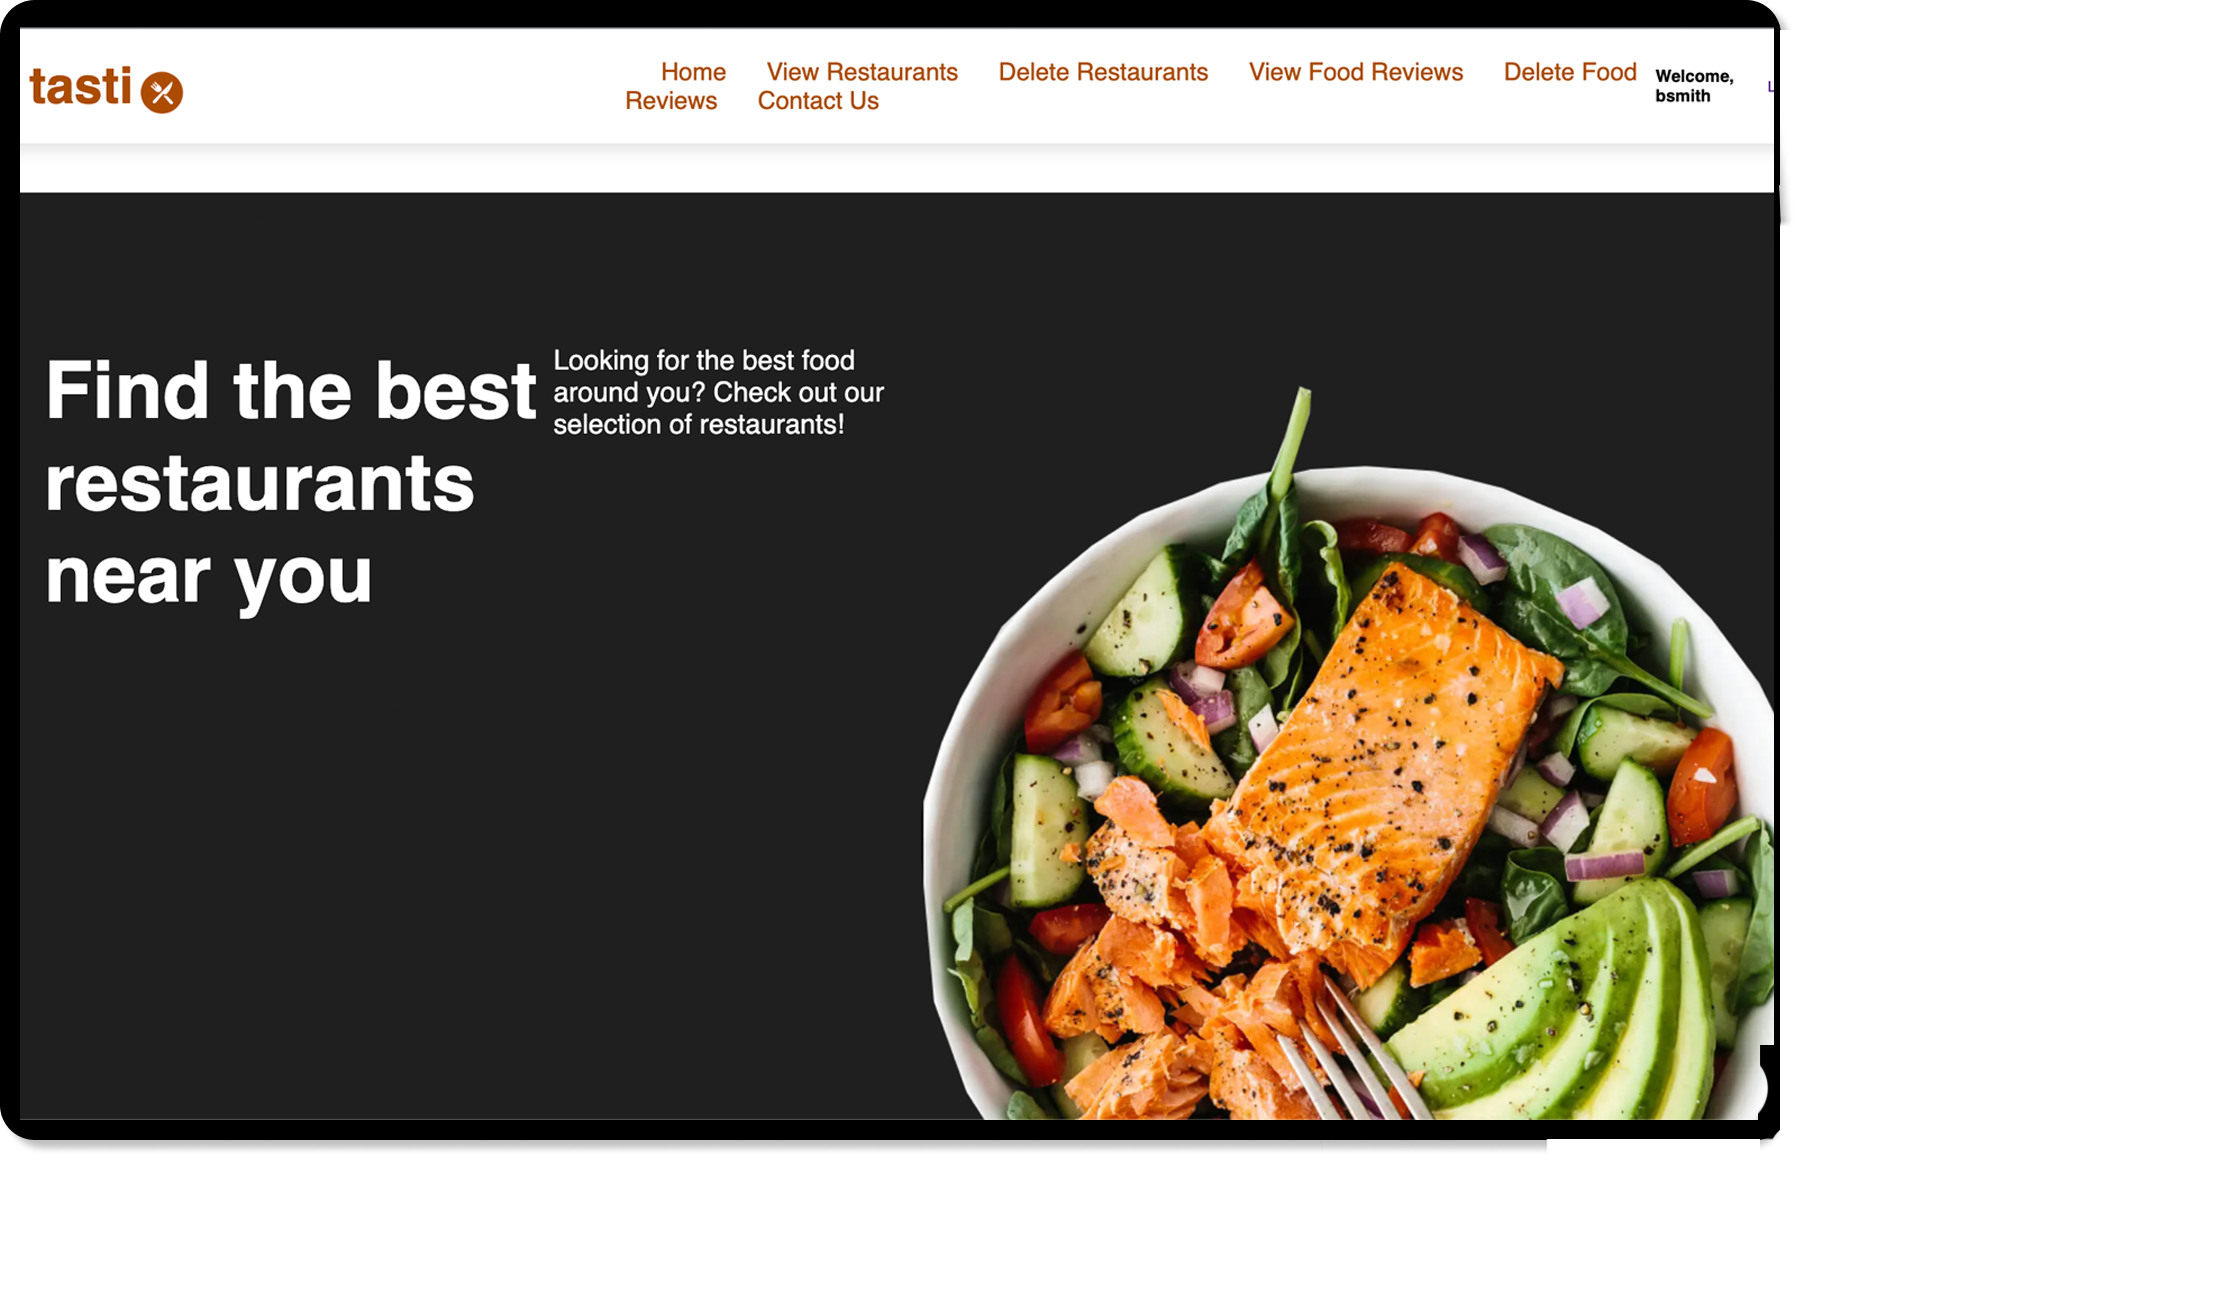 tasti
Home View Restaurants Delete Restaurants View Food Reviews Delete Food
Reviews Contact Us
Welcome,
bsmith
L
Find the best
restaurants
near you
Looking for the best food
around you? Check out our
selection of restaurants!